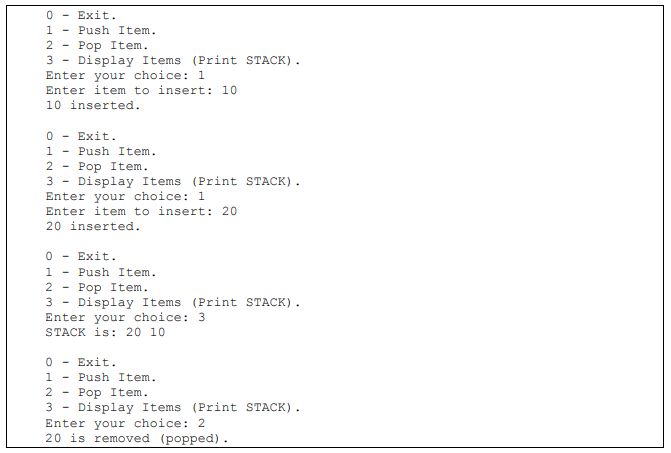 0 - Exit.
1 - Push Item.
2 - Pop Item.
3 - Display Items (Print STACK).
Enter your choice: 1
Enter item to insert: 10
10 inserted.
0 - Exit.
1 - Push Item.
2 - Pop Item.
3 - Display Items (Print STACK).
Enter your choice: 1
Enter item to insert: 20
20 inserted.
0 - Exit.
1 - Push Item.
2 - Pop Item.
3 - Display Items (Print STACK).
Enter your choice: 3
STACK is: 20 10
0 - Exit.
1 - Push Item.
2 - Pop Item.
3 - Display Items (Print STACK).
Enter your choice: 2
20 is removed (popped).